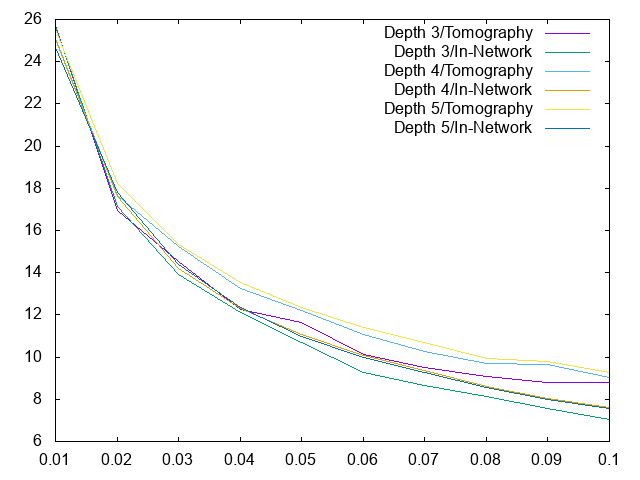 26
24
22
20
18
16
14
12
10
8
6
0.01 0.02 0.03 0.04 0.05 0.06 0.07 0.08 0.09 0.1
Depth 3/Tomography
Depth 3/In-Network
Depth 4/Tomography
Depth 4/In-Network
Depth 5/Tomography
Depth 5/In-Network